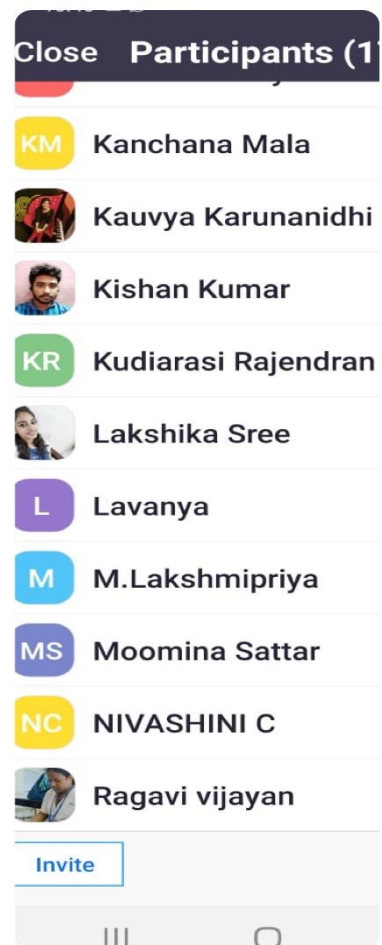 Close Participants (1
KM Kanchana Mala
Kauvya Karunanidhi
Kishan Kumar
KR Kudiarasi Rajendran
Lakshika Sree
L Lavanya
M M.Lakshmipriya
MS Moomina Sattar
NC NIVASHINI C
Ragavi vijayan
Invite